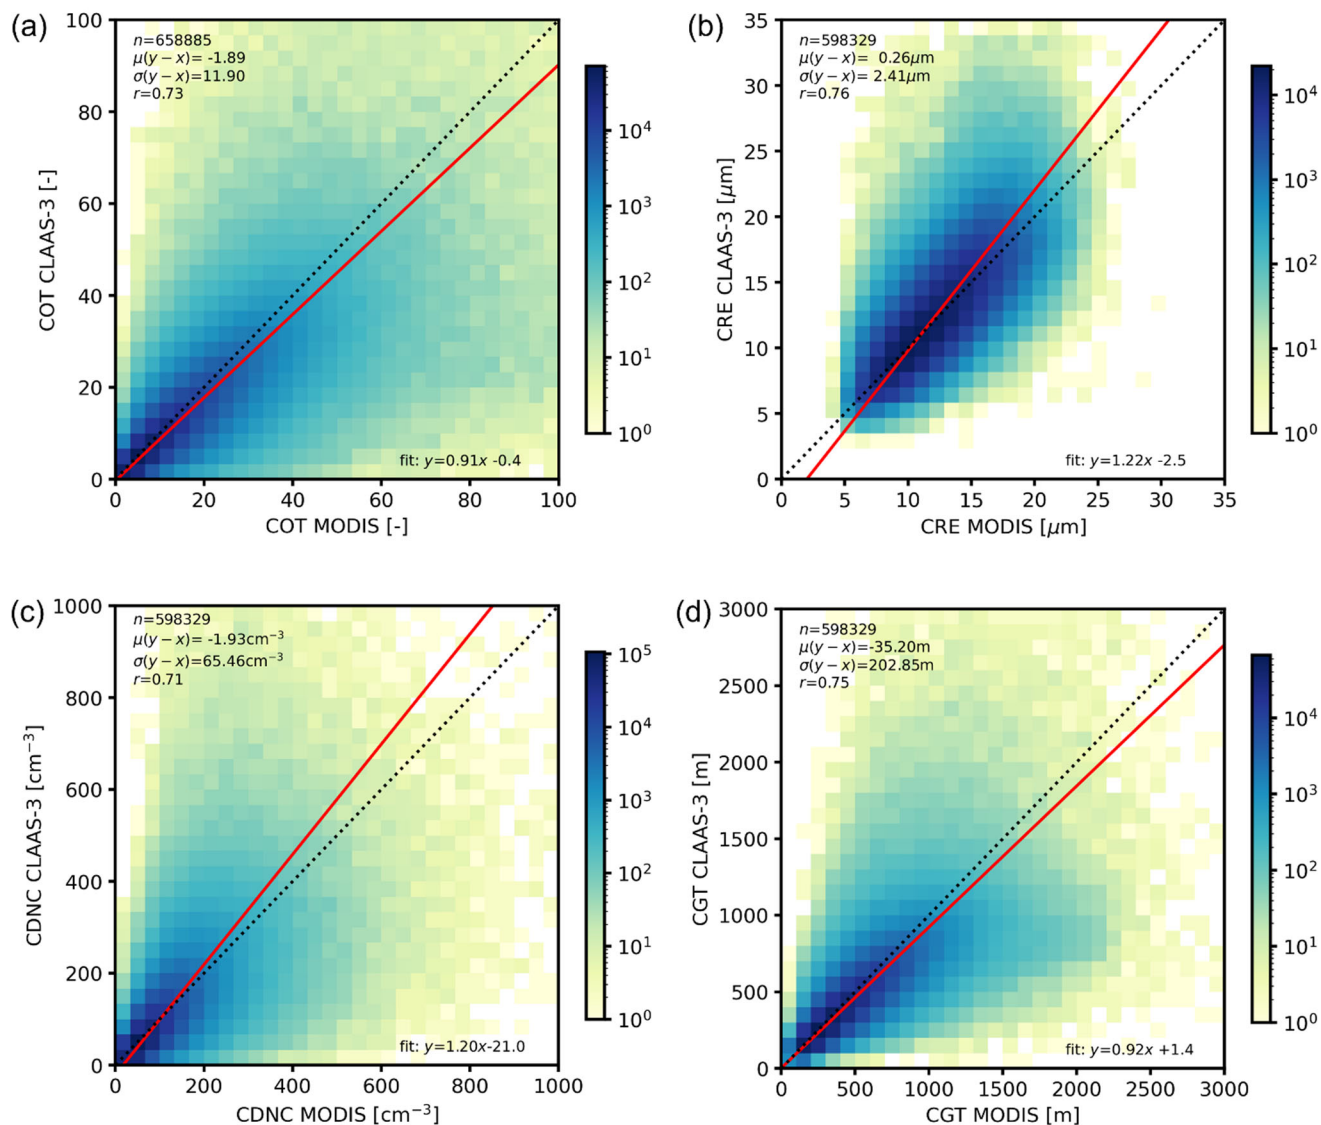 (a)
n=658885
μ(y − x)= -1.89
σ(y − x)=11.90
r=0.73
100
80
60
40
20
0
COT CLAAS-3 [-]
0 20 40 60 80 100
COT MODIS [-]
fit: y=0.91x -0.4
10⁴
10³
10²
10¹
10⁰
(b)
n=598329
μ(y − x)= 0.26μm
σ(y − x)= 2.41μm
r=0.76
35
30
25
20
15
10
5
0
CRE CLAAS-3 [μm]
0 5 10 15 20 25 30 35
CRE MODIS [μm]
fit: y=1.22x -2.5
10⁴
10³
10²
10¹
10⁰
(c)
n=598329
μ(y − x)= -1.93cm⁻³
σ(y − x)=65.46cm⁻³
r=0.71
1000
800
600
400
200
0
CDNC CLAAS-3 [cm⁻³]
0 200 400 600 800 1000
CDNC MODIS [cm⁻³]
fit: y=1.20x-21.0
10⁵
10⁴
10³
10²
10¹
10⁰
(d)
n=598329
μ(y − x)=-35.20m
σ(y − x)=202.85m
r=0.75
3000
2500
2000
1500
1000
500
0
CGT CLAAS-3 [m]
0 500 1000 1500 2000 2500 3000
CGT MODIS [m]
fit: y=0.92x +1.4
10⁴
10³
10²
10¹
10⁰